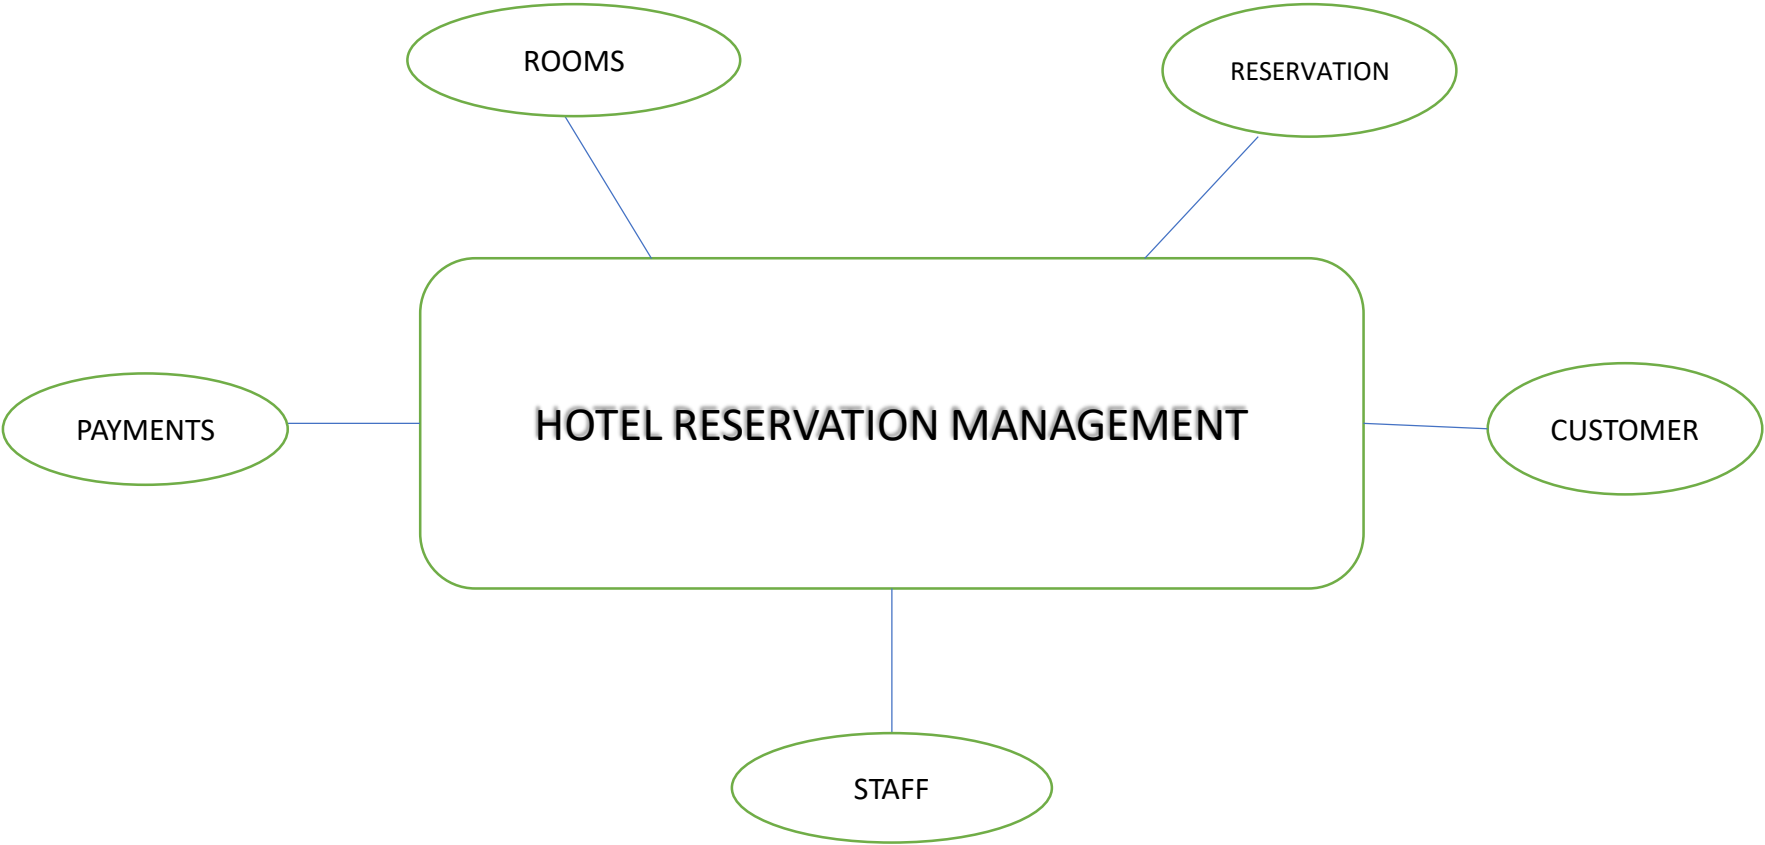 ROOMS
RESERVATION
HOTEL RESERVATION MANAGEMENT
PAYMENTS
CUSTOMER
STAFF